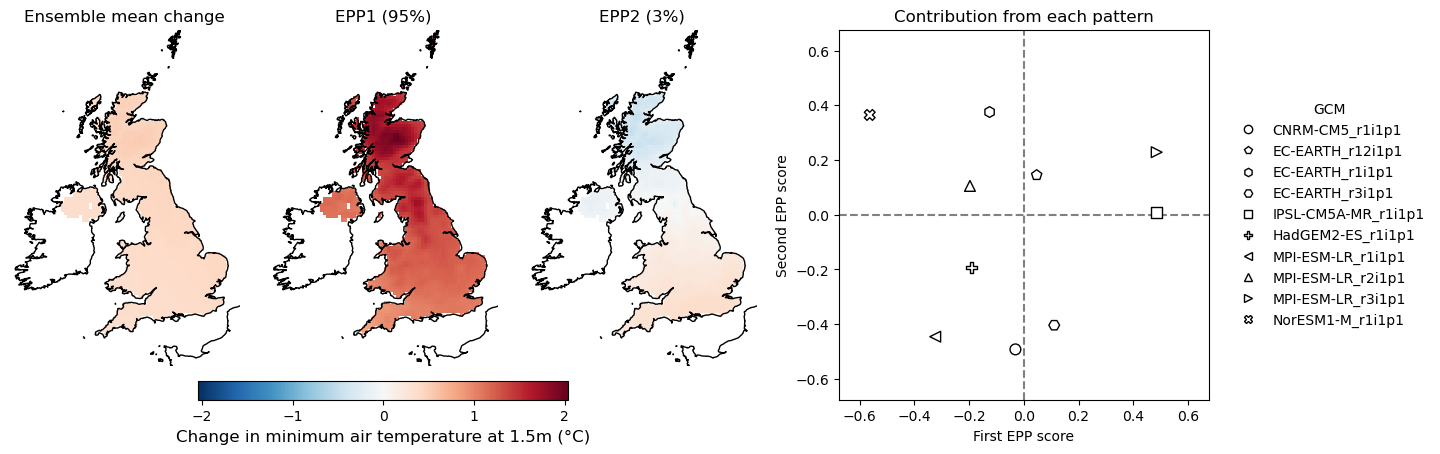 Ensemble mean change
EPP1 (95%)
EPP2 (3%)
Contribution from each pattern
−2
−1
0
1
2
Change in minimum air temperature at 1.5m (°C)
0.6
0.4
0.2
0.0
−0.2
−0.4
−0.6
Second EPP score
−0.6
−0.4
−0.2
0.0
0.2
0.4
0.6
First EPP score
GCM
CNRM-CM5_r1i1p1
EC-EARTH_r12i1p1
EC-EARTH_r1i1p1
EC-EARTH_r3i1p1
IPSL-CM5A-MR_r1i1p1
HadGEM2-ES_r1i1p1
MPI-ESM-LR_r1i1p1
MPI-ESM-LR_r2i1p1
MPI-ESM-LR_r3i1p1
NorESM1-M_r1i1p1